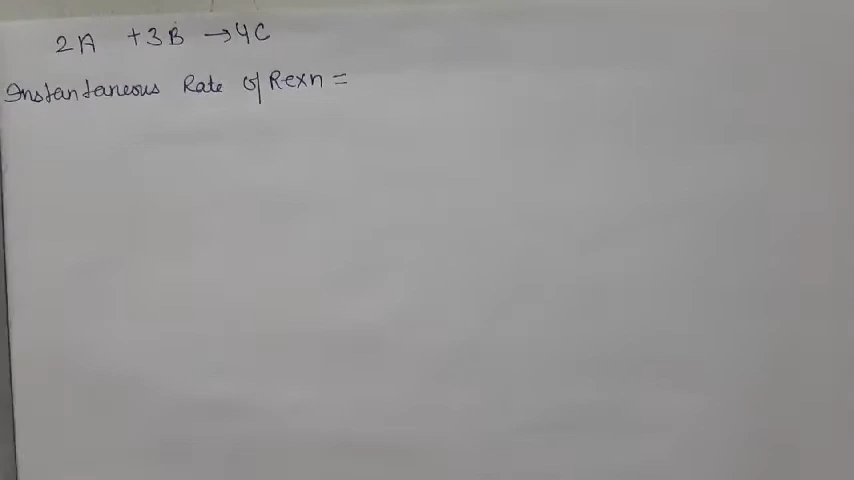 2A +3B →4C
Instantaneous Rate of Rexn =